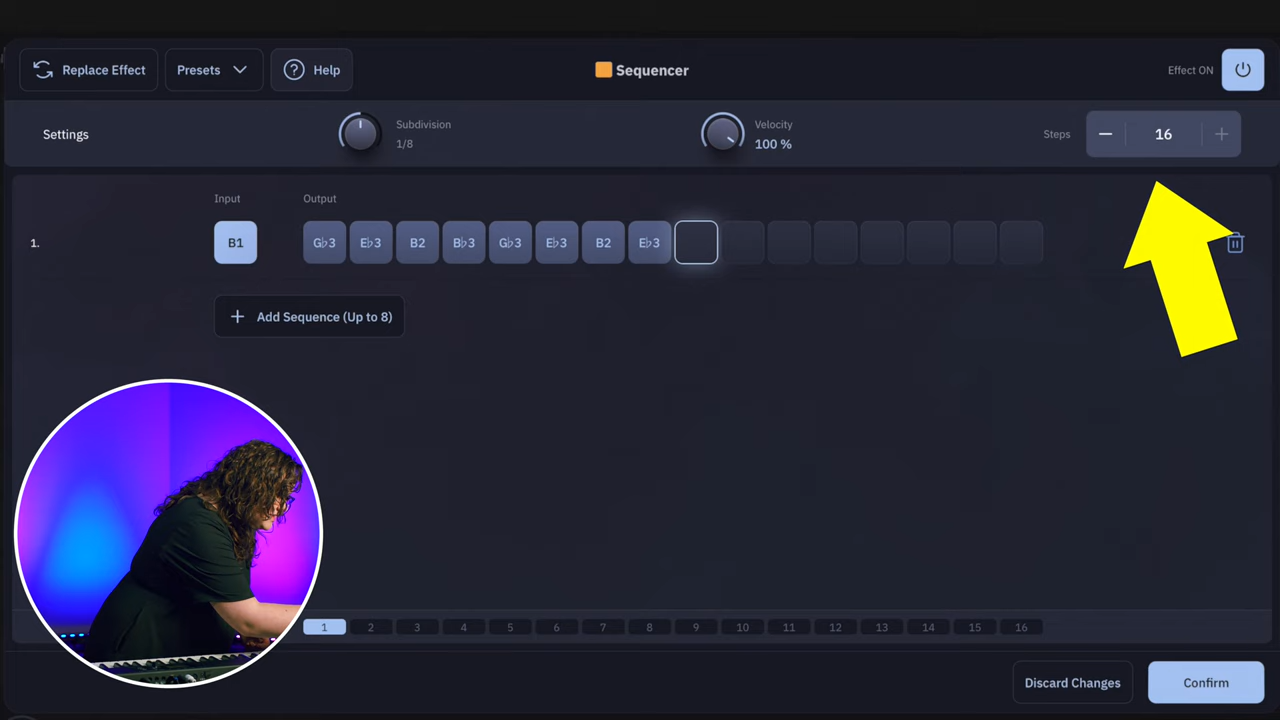 Replace Effect
Presets
Help
Sequencer
Effect ON
Settings
Subdivision
1/8
Velocity
100 %
Steps
16
Input
Output
1.
B1
G♭3
E♭3
B2
B♭3
G♭3
E♭3
B2
E♭3
Add Sequence (Up to 8)
1
2
3
4
5
6
7
8
9
10
11
12
13
14
15
16
Discard Changes
Confirm